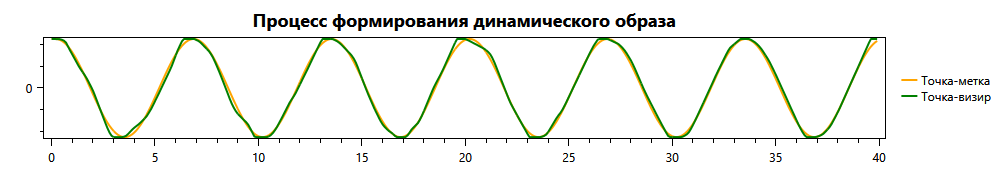 Процесс формирования динамического образа
0
Точка-метка
Точка-визир
0 5 10 15 20 25 30 35 40